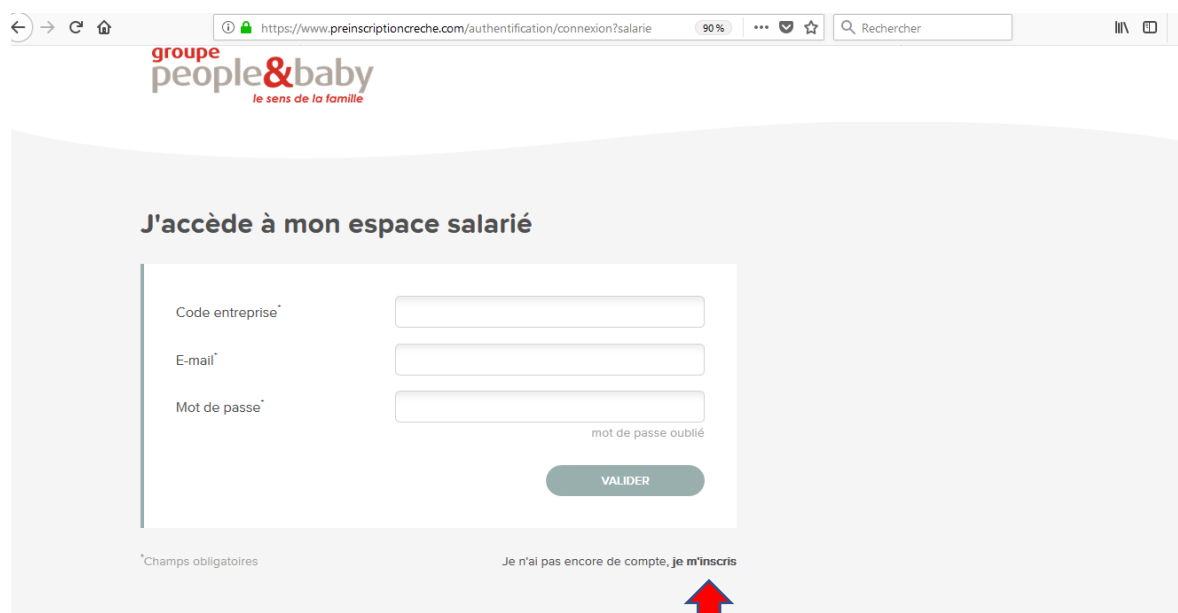 https://www.preinscriptioncreche.com/authentification/connexion?salarie 90 % Rechercher
groupe
people&baby
le sens de la famille
J'accède à mon espace salarié
Code entreprise*
E-mail*
Mot de passe*
mot de passe oublié
VALIDER
*Champs obligatoires Je n'ai pas encore de compte, je m'inscris